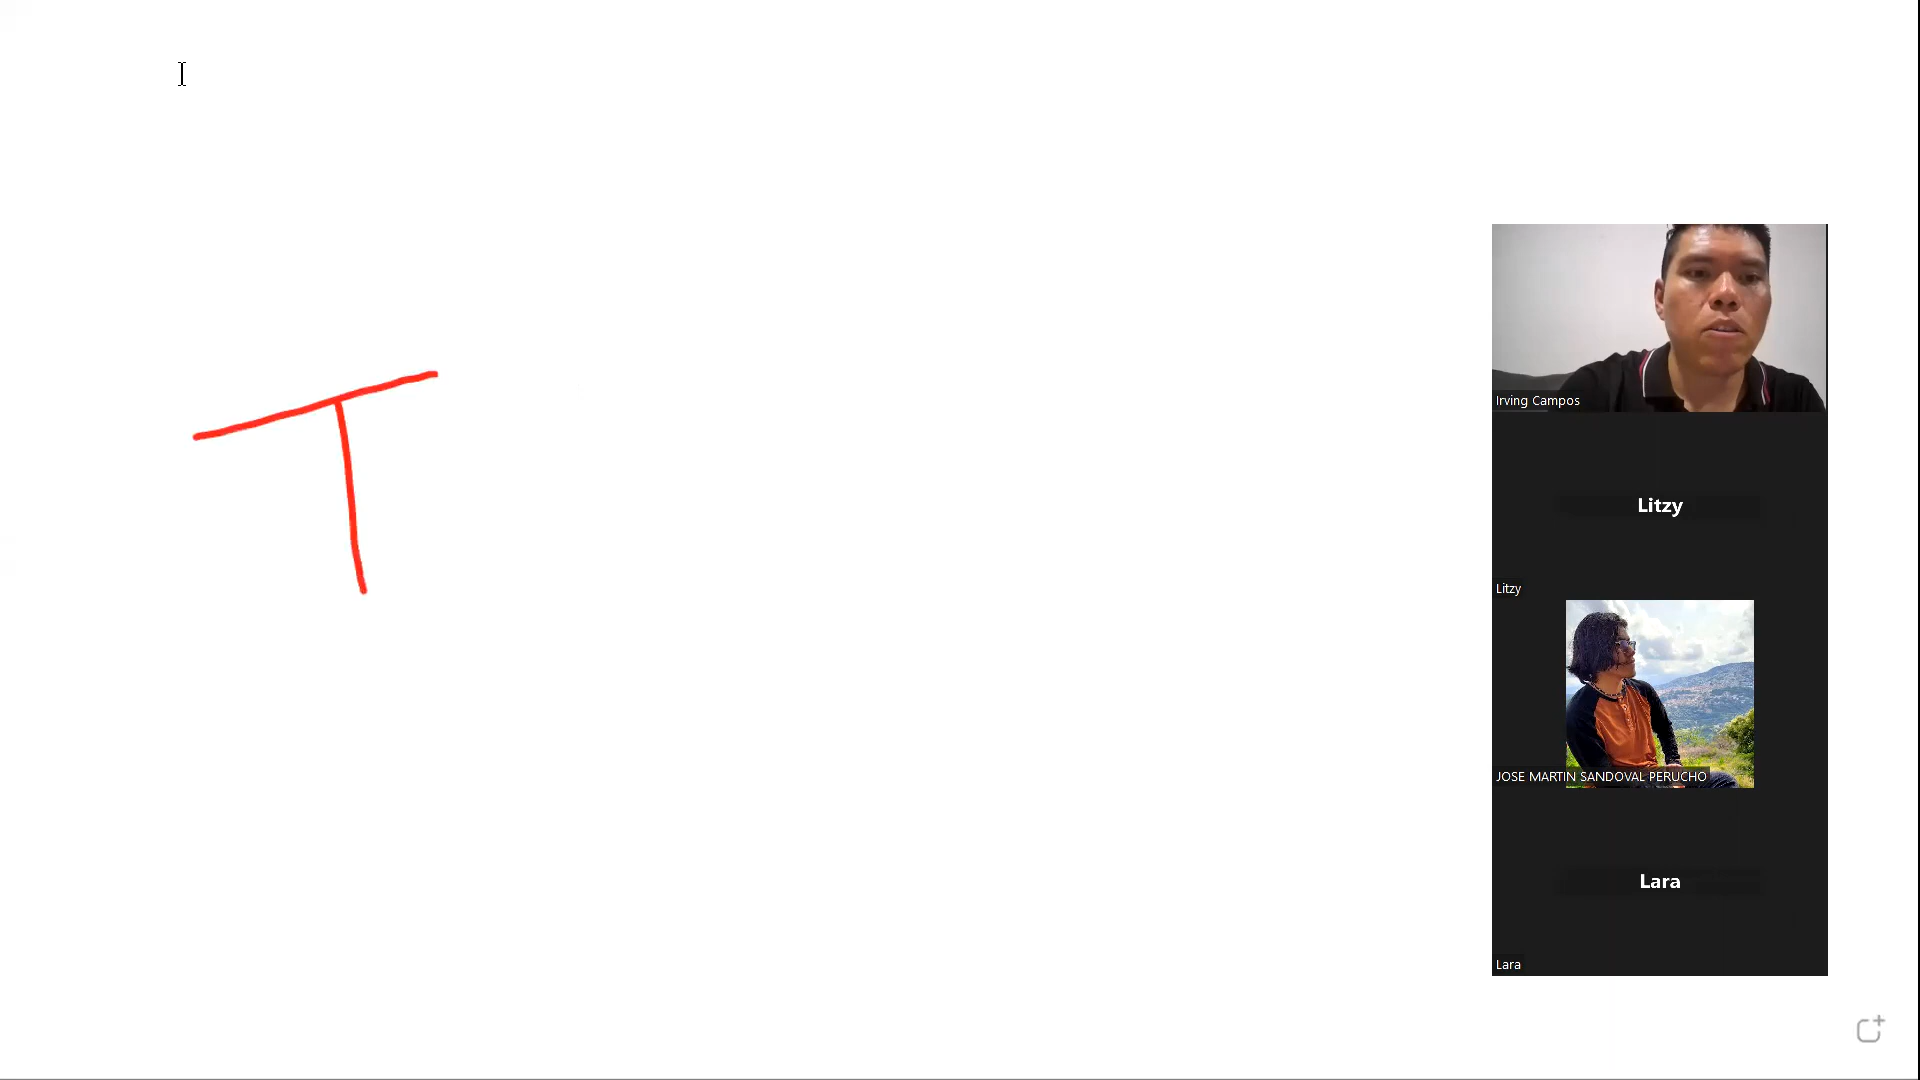 T
Irving Campos
Litzy
Litzy
JOSE MARTIN SANDOVAL PERUCHO
Lara
Lara